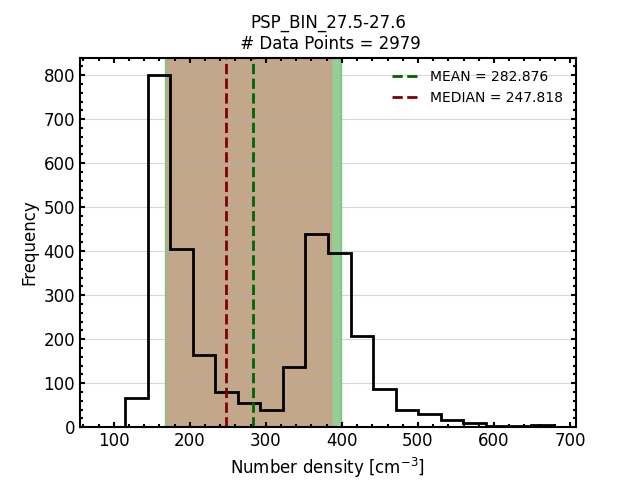 PSP_BIN_27.5-27.6
# Data Points = 2979
MEAN = 282.876
MEDIAN = 247.818
800
700
600
500
400
300
200
100
0
Frequency
100 200 300 400 500 600 700
Number density [cm⁻³]